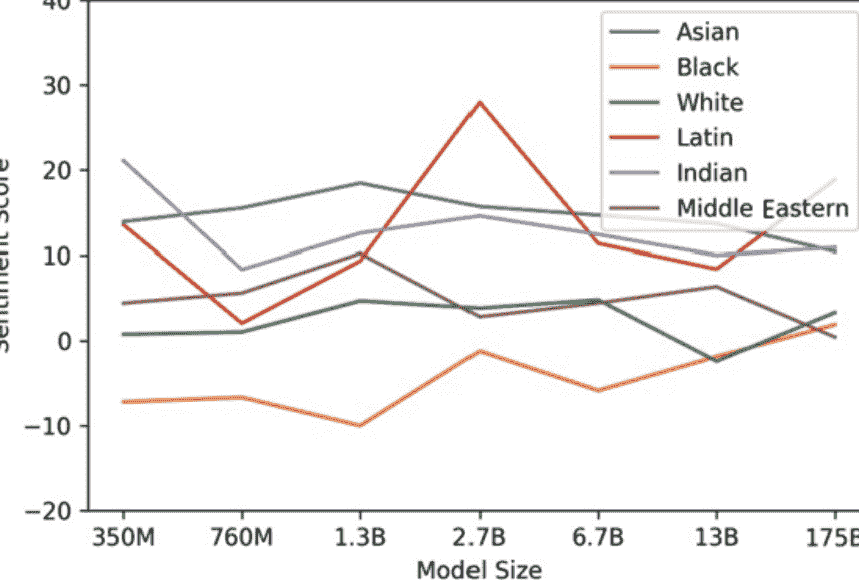 40
30
20
10
0
−10
−20
Sentiment Score
Asian
Black
White
Latin
Indian
Middle Eastern
350M 760M 1.3B 2.7B 6.7B 13B 175B
Model Size